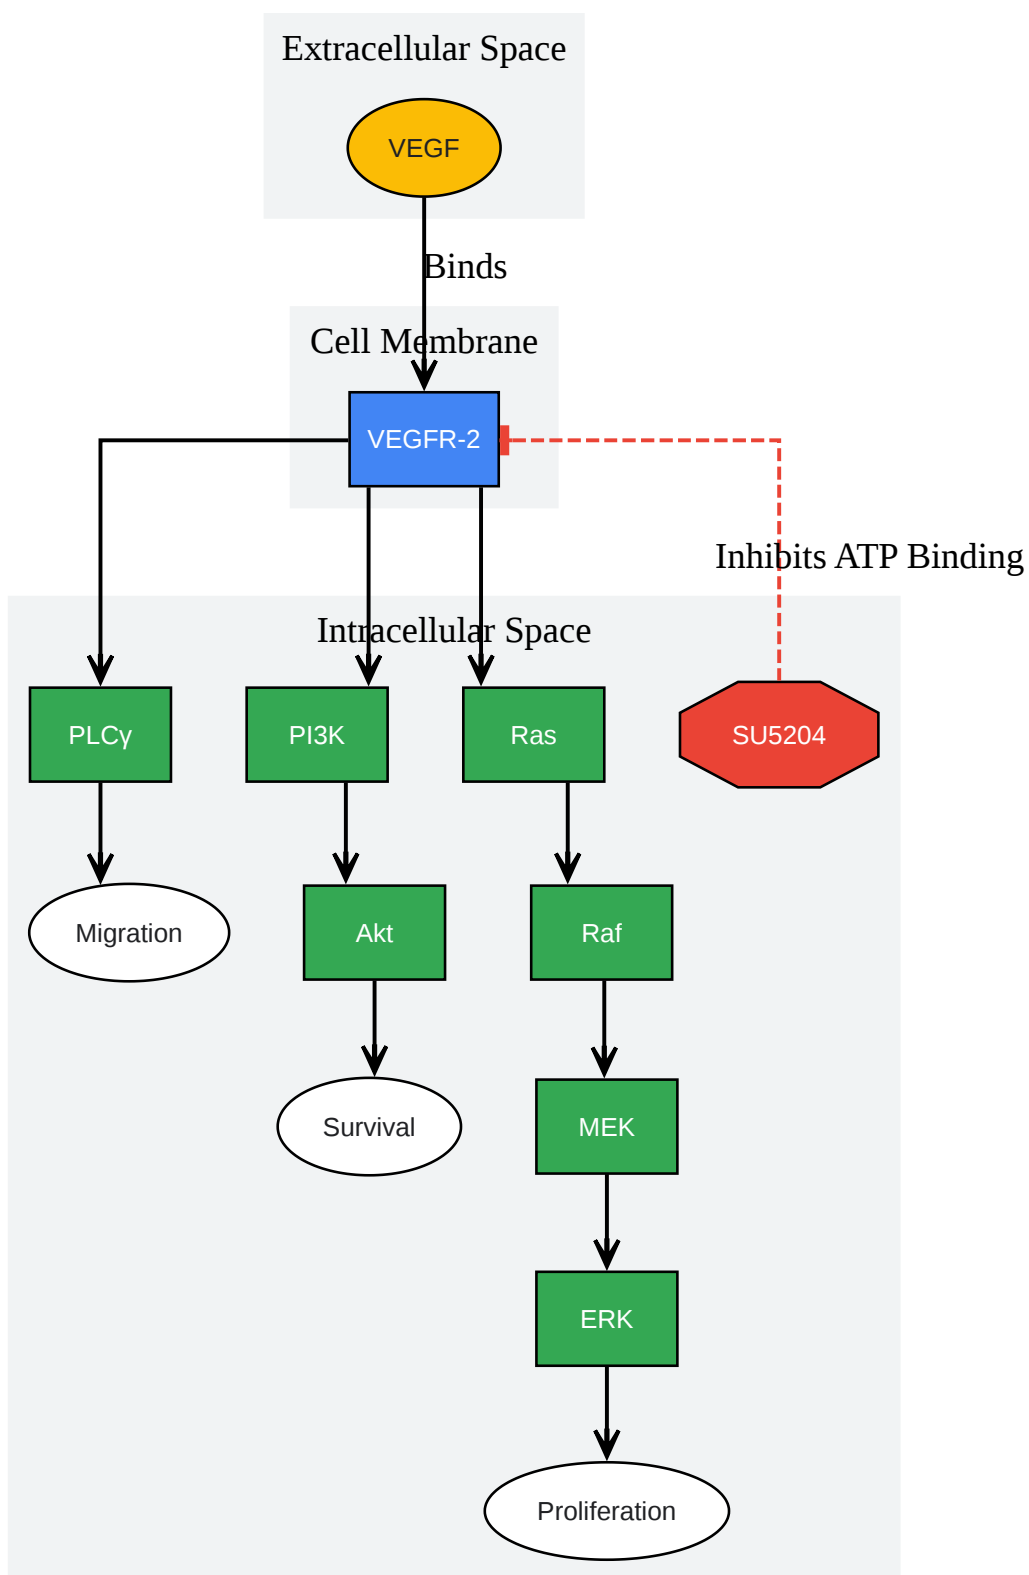 Extracellular Space
VEGF
Binds
Cell Membrane
VEGFR-2
Inhibits ATP Binding
Intracellular Space
PLCγ
PI3K
Ras
SU5204
Migration
Akt
Raf
Survival
MEK
ERK
Proliferation